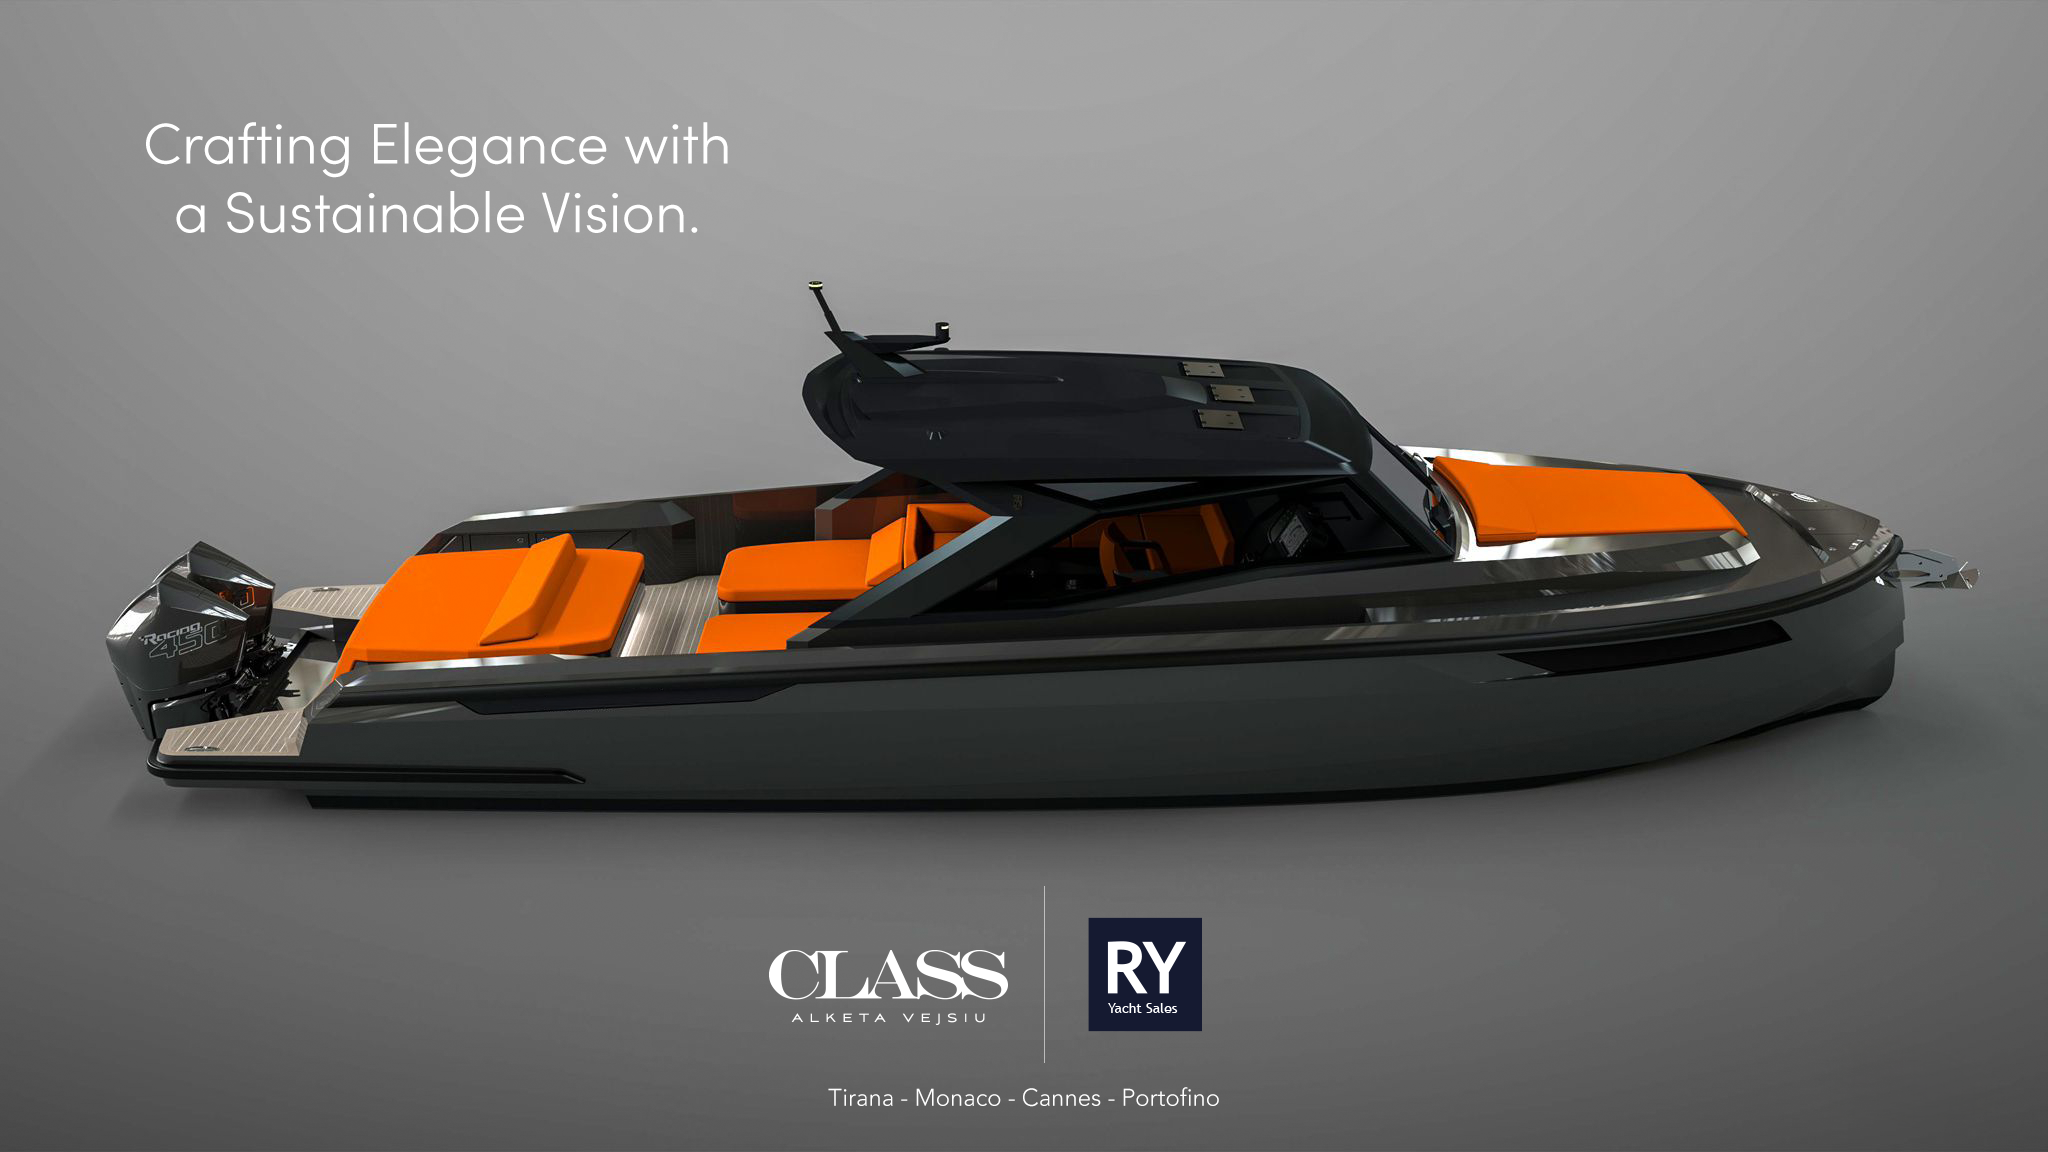 Crafting Elegance with
a Sustainable Vision.
Racing
450
CLASS
ALKETA VEJSIU
RY
Yacht Sales
Tirana - Monaco - Cannes - Portofino